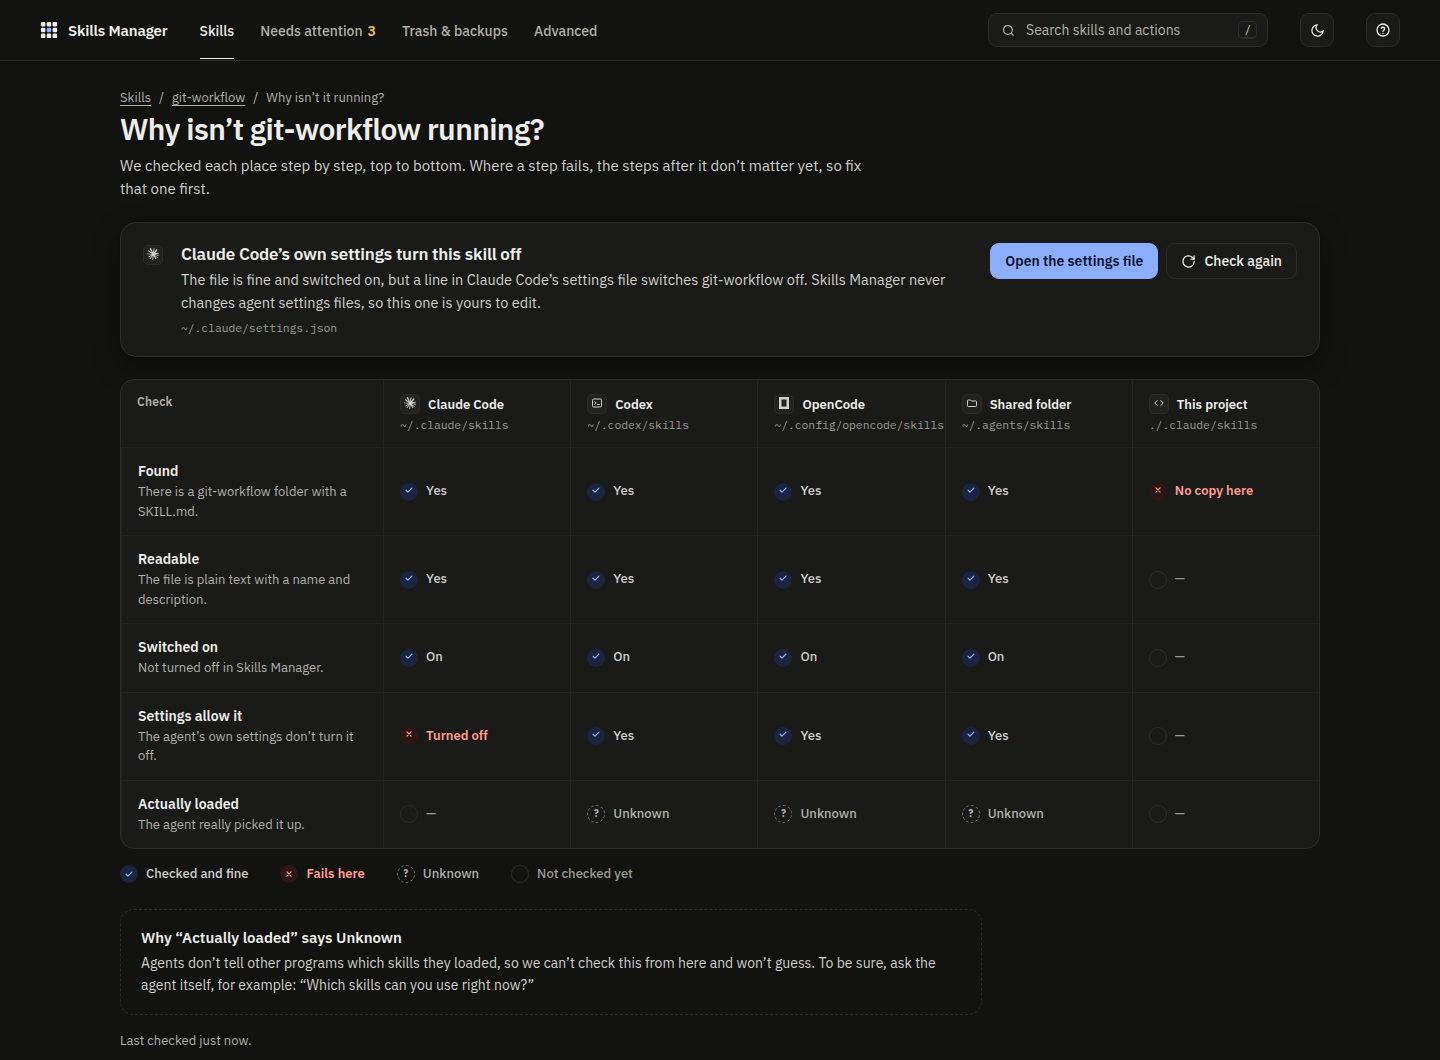 Skills Manager
Skills
Needs attention 3
Trash & backups
Advanced
Search skills and actions
/
Skills / git-workflow / Why isn’t it running?
Why isn’t git-workflow running?
We checked each place step by step, top to bottom. Where a step fails, the steps after it don’t matter yet, so fix
that one first.
Claude Code’s own settings turn this skill off
The file is fine and switched on, but a line in Claude Code’s settings file switches git-workflow off. Skills Manager never
changes agent settings files, so this one is yours to edit.
~/.claude/settings.json
Open the settings file
Check again
Check
Claude Code
~/.claude/skills
Codex
~/.codex/skills
OpenCode
~/.config/opencode/skills
Shared folder
~/.agents/skills
This project
./.claude/skills
Found
There is a git-workflow folder with a
SKILL.md.
Yes
Yes
Yes
Yes
No copy here
Readable
The file is plain text with a name and
description.
Yes
Yes
Yes
Yes
—
Switched on
Not turned off in Skills Manager.
On
On
On
On
—
Settings allow it
The agent’s own settings don’t turn it
off.
Turned off
Yes
Yes
Yes
—
Actually loaded
The agent really picked it up.
—
? Unknown
? Unknown
? Unknown
—
Checked and fine
Fails here
? Unknown
Not checked yet
Why “Actually loaded” says Unknown
Agents don’t tell other programs which skills they loaded, so we can’t check this from here and won’t guess. To be sure, ask the
agent itself, for example: “Which skills can you use right now?”
Last checked just now.